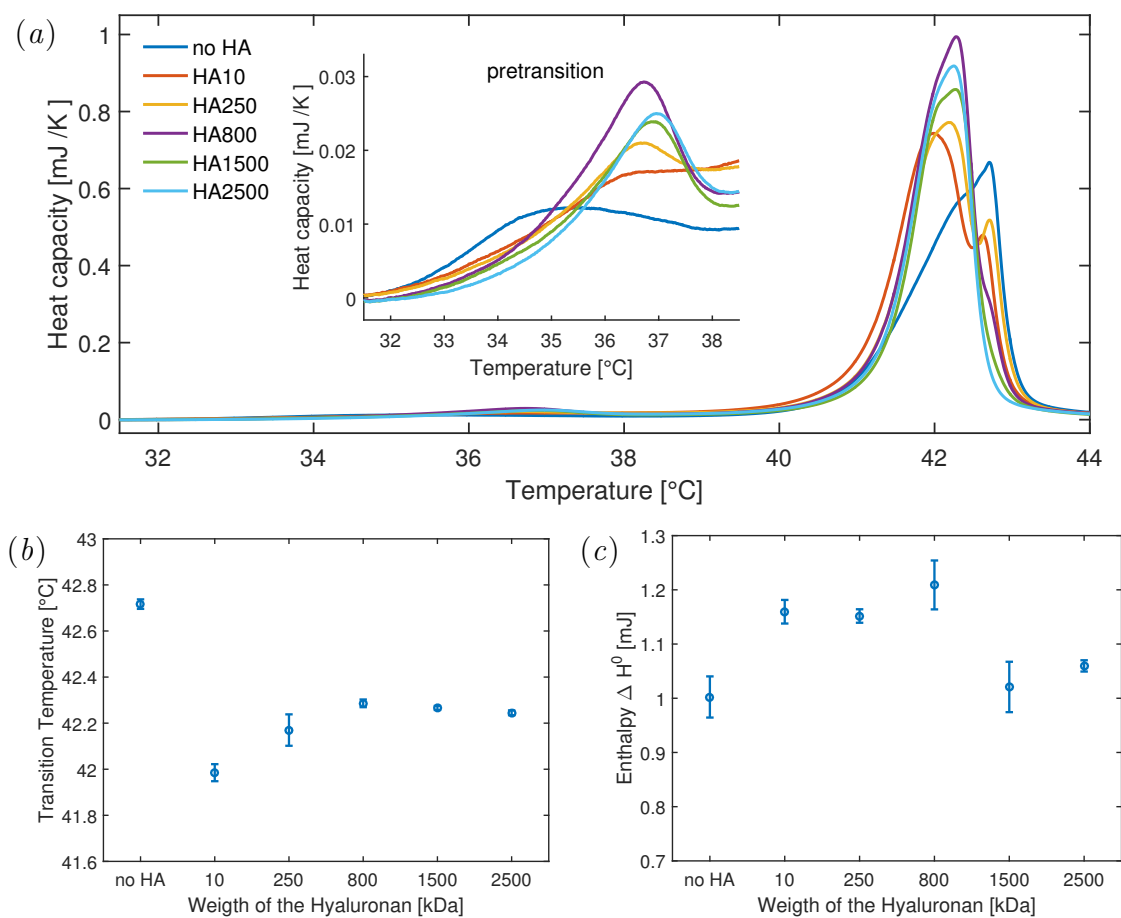 (a)
Heat capacity [mJ /K]
1
0.8
0.6
0.4
0.2
0
no HA
HA10
HA250
HA800
HA1500
HA2500
pretransition
Heat capacity [mJ /K]
0.03
0.02
0.01
0
32 33 34 35 36 37 38
Temperature [°C]
32 34 36 38 40 42 44
Temperature [°C]
(b)
Transition Temperature [°C]
43
42.8
42.6
42.4
42.2
42
41.8
41.6
no HA 10 250 800 1500 2500
Weigth of the Hyaluronan [kDa]
(c)
Enthalpy Δ H⁰ [mJ]
1.3
1.2
1.1
1
0.9
0.8
0.7
no HA 10 250 800 1500 2500
Weigth of the Hyaluronan [kDa]